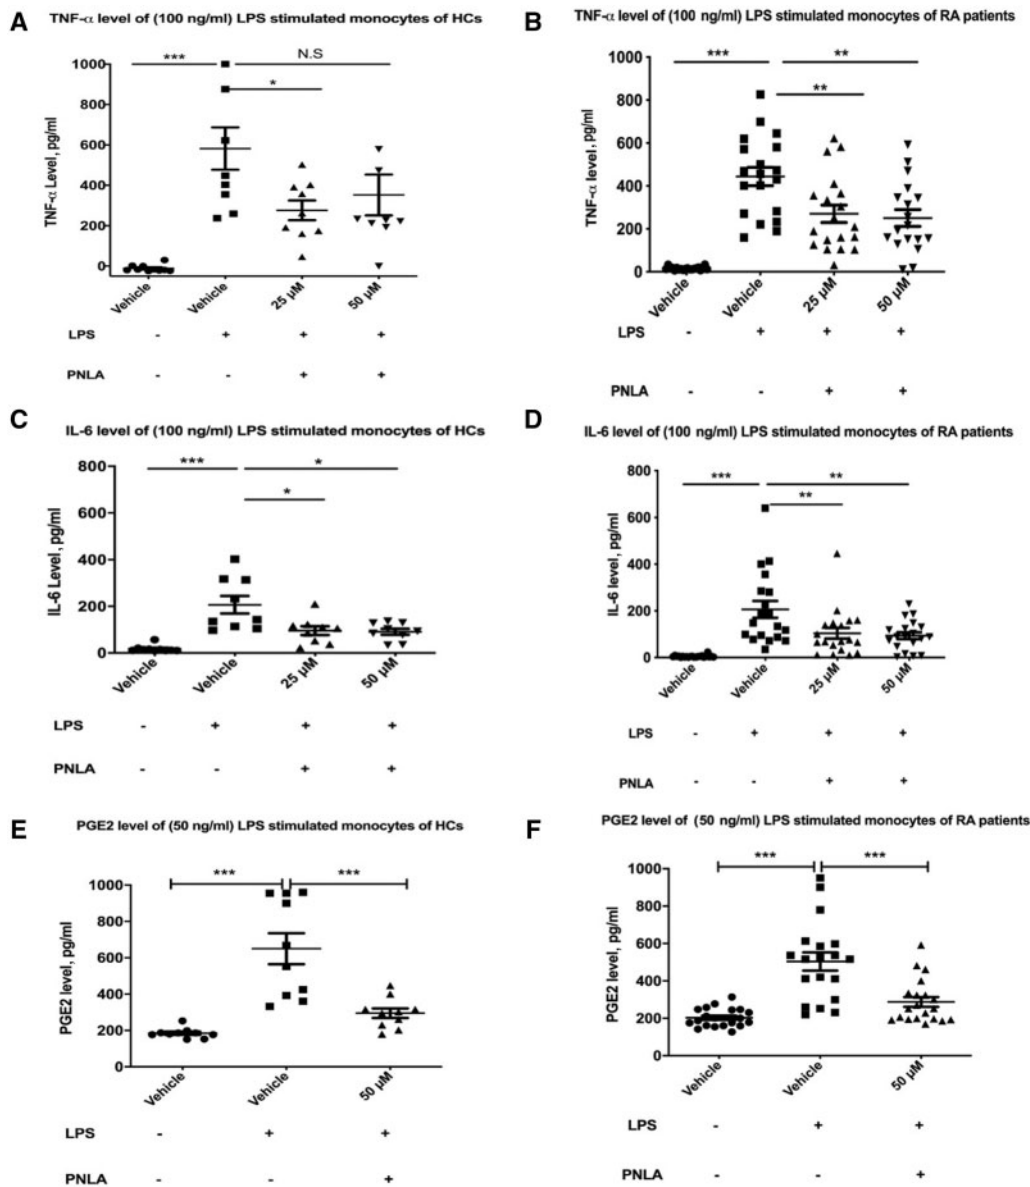 A TNF-α level of (100 ng/ml) LPS stimulated monocytes of HCs
*** N.S
*
1000
800
600
400
200
0
TNF-α Level, pg/ml
Vehicle Vehicle 25 µM 50 µM
LPS - + + +
PNLA - - + +
B TNF-α level of (100 ng/ml) LPS stimulated monocytes of RA patients
*** **
**
1000
800
600
400
200
0
TNF-α level, pg/ml
Vehicle Vehicle 25 µM 50 µM
LPS - + + +
PNLA - - + +
C IL-6 level of (100 ng/ml) LPS stimulated monocytes of HCs
*** *
*
800
600
400
200
0
IL-6 Level, pg/ml
Vehicle Vehicle 25 µM 50 µM
LPS - + + +
PNLA - - + +
D IL-6 level of (100 ng/ml) LPS stimulated monocytes of RA patients
*** **
**
800
600
400
200
0
IL-6 level, pg/ml
Vehicle Vehicle 25 µM 50 µM
LPS - + + +
PNLA - - + +
E PGE2 level of (50 ng/ml) LPS stimulated monocytes of HCs
*** ***
1000
800
600
400
200
0
PGE2 level, pg/ml
Vehicle Vehicle 50 µM
LPS - + +
PNLA - - +
F PGE2 level of (50 ng/ml) LPS stimulated monocytes of RA patients
*** ***
1000
800
600
400
200
0
PGE2 level, pg/ml
Vehicle Vehicle 50 µM
LPS - + +
PNLA - - +